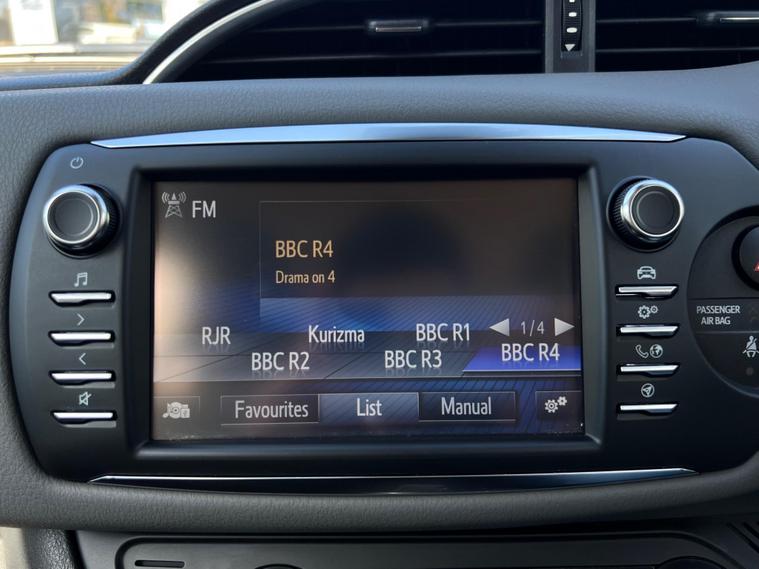 FM
BBC R4
Drama on 4
RJR Kurizma BBC R1 1/4
BBC R2 BBC R3 BBC R4
Favourites List Manual
PASSENGER
AIR BAG